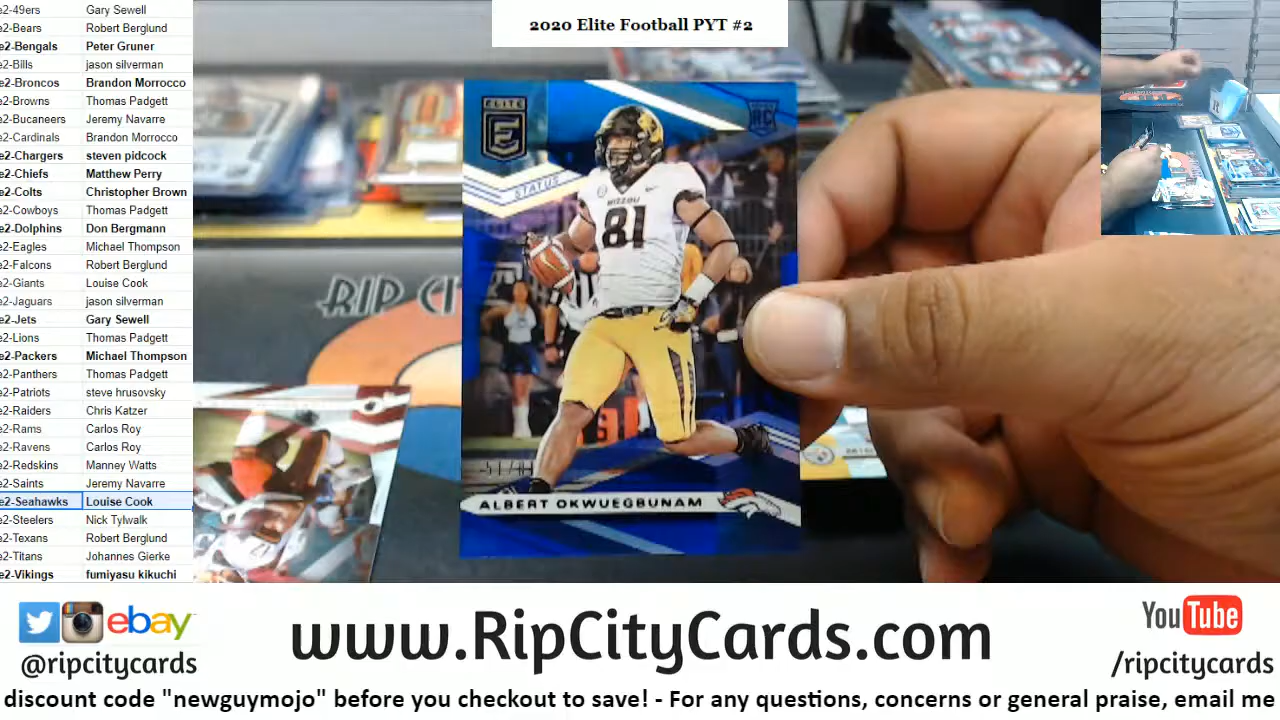 2020 Elite Football PYT #2
e2-49ers Gary Sewell
e2-Bears Robert Berglund
e2-Bengals Peter Gruner
e2-Bills jason silverman
e2-Broncos Brandon Morrocco
e2-Browns Thomas Padgett
e2-Bucaneers Jeremy Navarre
e2-Cardinals Brandon Morrocco
e2-Chargers steven pidcock
e2-Chiefs Matthew Perry
e2-Colts Christopher Brown
e2-Cowboys Thomas Padgett
e2-Dolphins Don Bergmann
e2-Eagles Michael Thompson
e2-Falcons Robert Berglund
e2-Giants Louise Cook
e2-Jaguars jason silverman
e2-Jets Gary Sewell
e2-Lions Thomas Padgett
e2-Packers Michael Thompson
e2-Panthers Thomas Padgett
e2-Patriots steve hrusovsky
e2-Raiders Chris Katzer
e2-Rams Carlos Roy
e2-Ravens Carlos Roy
e2-Redskins Manney Watts
e2-Saints Jeremy Navarre
e2-Seahawks Louise Cook
e2-Steelers Nick Tylwalk
e2-Texans Robert Berglund
e2-Titans Johannes Gierke
e2-Vikings fumiyasu kikuchi
ELITE
E
RC
STATUS
MIZZOU
81
ALBERT OKWUEGBUNAM
RIP CI
ebay
@ripcitycards
www.RipCityCards.com
YouTube
/ripcitycards
discount code "newguymojo" before you checkout to save! - For any questions, concerns or general praise, email me